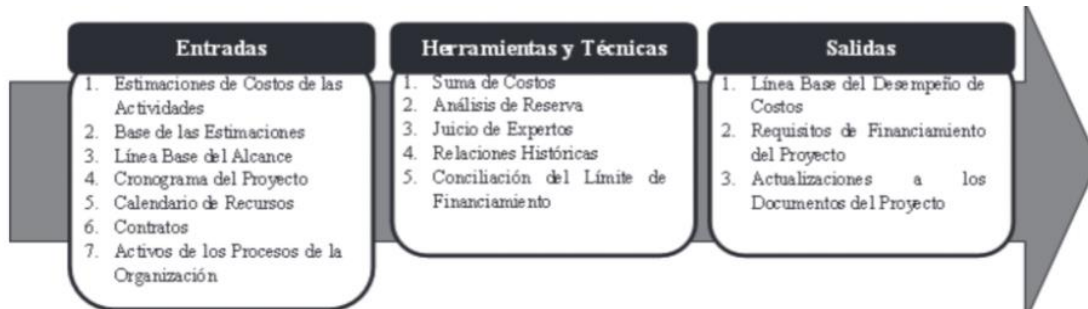 Entradas
1. Estimaciones de Costos de las
Actividades
2. Base de las Estimaciones
3. Línea Base del Alcance
4. Cronograma del Proyecto
5. Calendario de Recursos
6. Contratos
7. Activos de los Procesos de la
Organización
Herramientas y Técnicas
1. Suma de Costos
2. Análisis de Reserva
3. Juicio de Expertos
4. Relaciones Históricas
5. Conciliación del Límite de
Financiamiento
Salidas
1. Línea Base del Desempeño de
Costos
2. Requisitos de Financiamiento
del Proyecto
3. Actualizaciones a los
Documentos del Proyecto